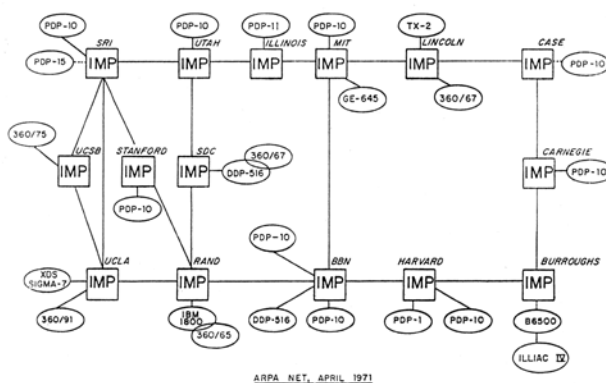 PDP-10
PDP-10
PDP-11
PDP-10
TX-2
SRI
UTAH
ILLINOIS
MIT
LINCOLN
CASE
IMP
IMP
IMP
IMP
IMP
IMP
PDP-15
PDP-10
GE-645
360/67
360/75
UCSB
STANFORD
SDC
360/67
CARNEGIE
IMP
IMP
IMP
DDP-516
IMP
PDP-10
PDP-10
PDP-10
UCLA
RAND
BBN
HARVARD
BURROUGHS
XDS
SIGMA-7
IMP
IMP
IMP
IMP
IMP
360/91
IBM
1800
360/65
DDP-516
PDP-10
PDP-1
PDP-10
B6500
ILLIAC IV
ARPA NET, APRIL 1971